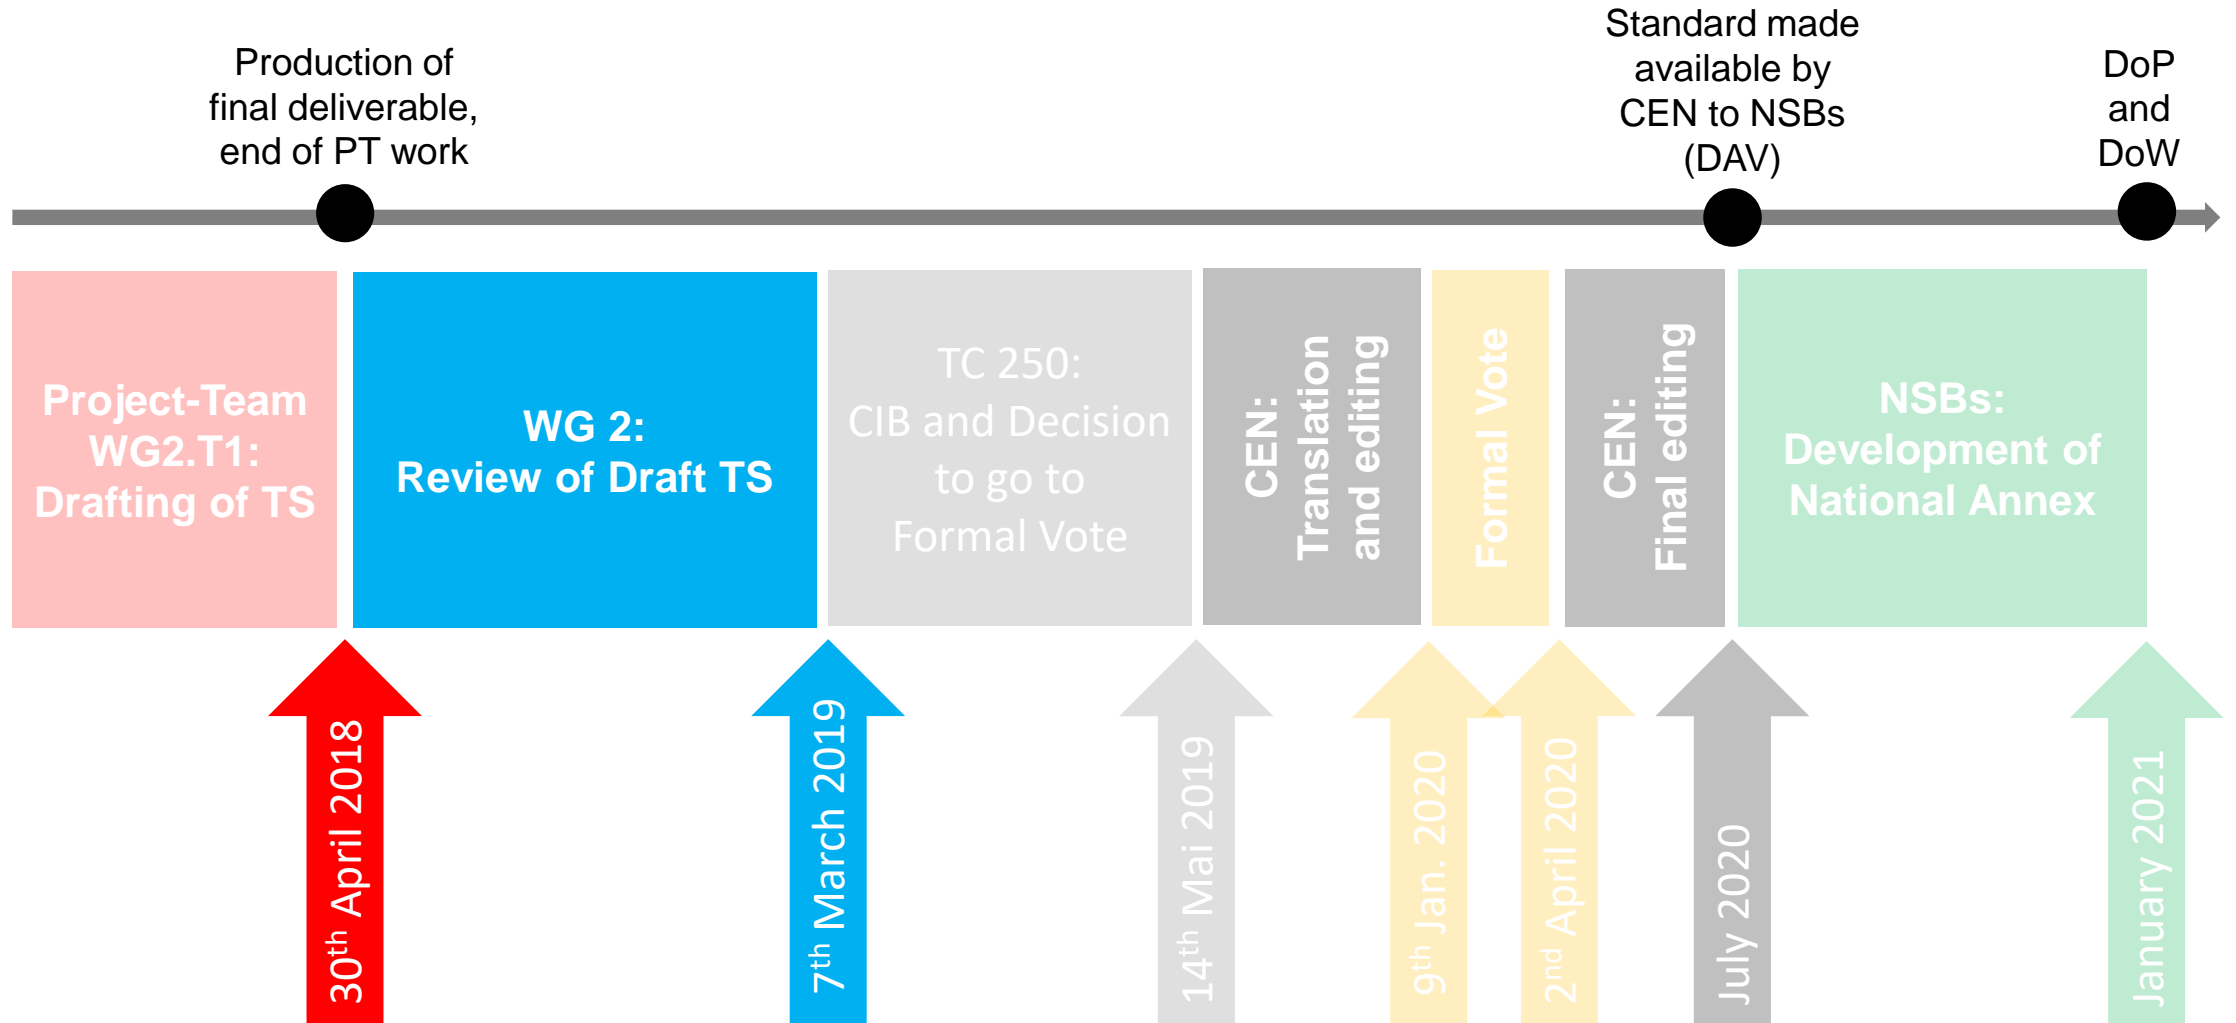 Production of
final deliverable,
end of PT work
Standard made
available by
CEN to NSBs
(DAV)
DoP
and
DoW
Project-Team
WG2.T1:
Drafting of TS
WG 2:
Review of Draft TS
TC 250:
CIB and Decision
to go to
Formal Vote
CEN:
Translation
and editing
Formal Vote
CEN:
Final editing
NSBs:
Development of
National Annex
30th April 2018
7th March 2019
14th Mai 2019
9th Jan. 2020
2nd April 2020
July 2020
January 2021